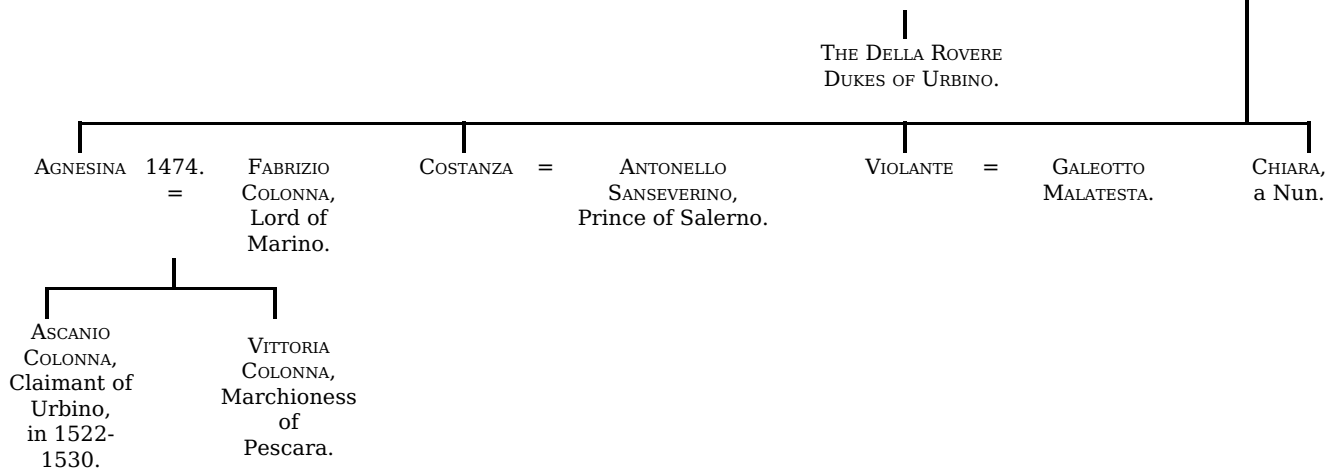 THE DELLA ROVERE
DUKES OF URBINO.
AGNESINA 1474. FABRIZIO COSTANZA = ANTONELLO VIOLANTE = GALEOTTO CHIARA,
= COLONNA, SANSEVERINO, MALATESTA. a Nun.
Lord of Prince of Salerno.
Marino.
ASCANIO
COLONNA,
Claimant of
Urbino,
in 1522-
1530.
VITTORIA
COLONNA,
Marchioness
of
Pescara.